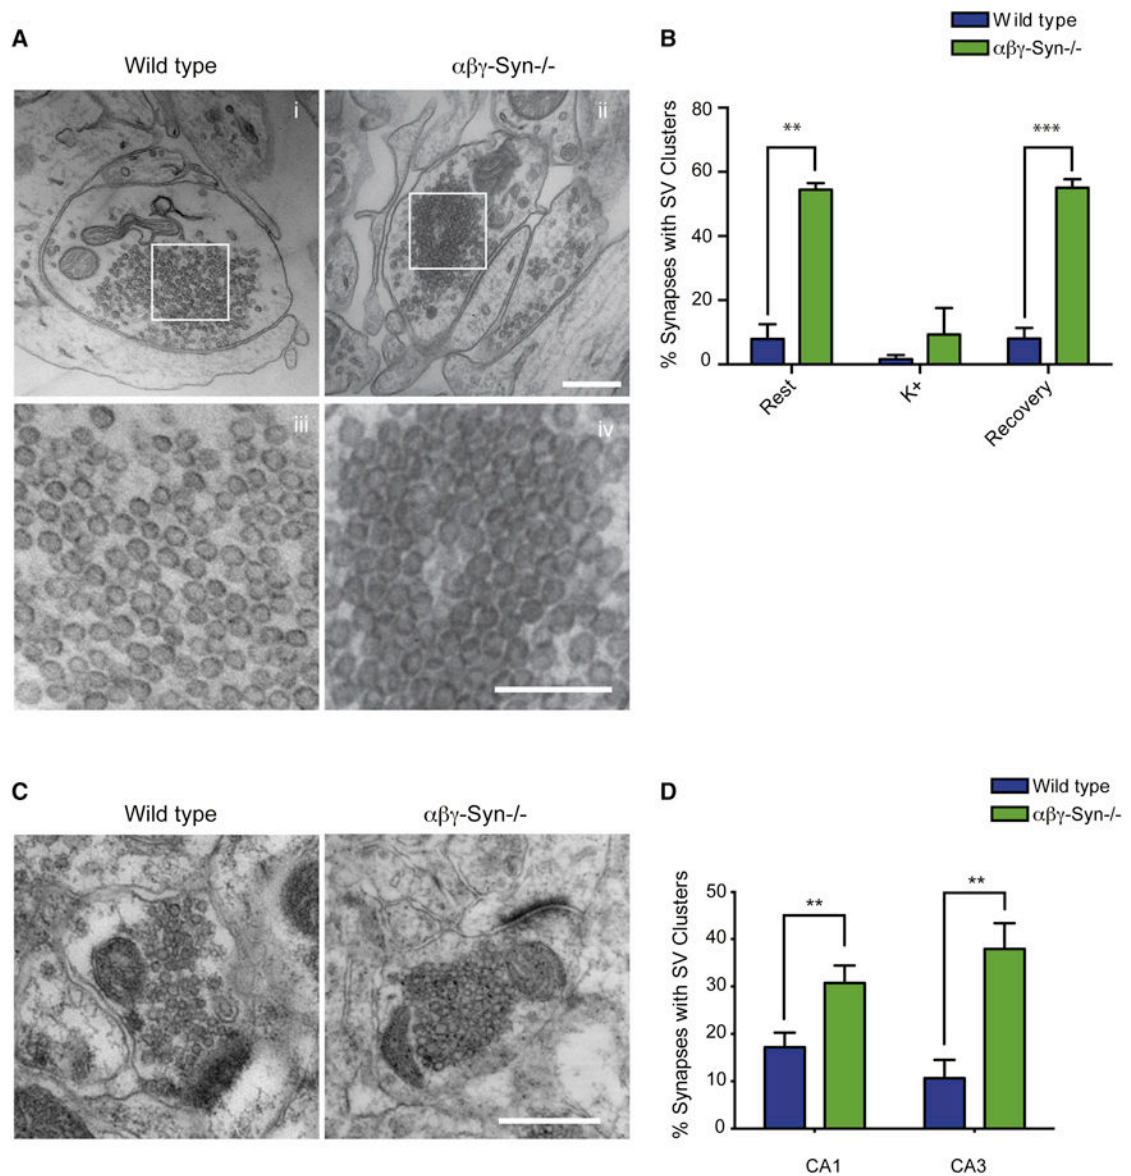 A
Wild type
αβγ-Syn-/-
i
ii
iii
iv
B
Wild type
αβγ-Syn-/-
% Synapses with SV Clusters
80
60
40
20
0
**
***
Rest
K+
Recovery
C
Wild type
αβγ-Syn-/-
D
Wild type
αβγ-Syn-/-
% Synapses with SV Clusters
50
40
30
20
10
0
**
**
CA1
CA3